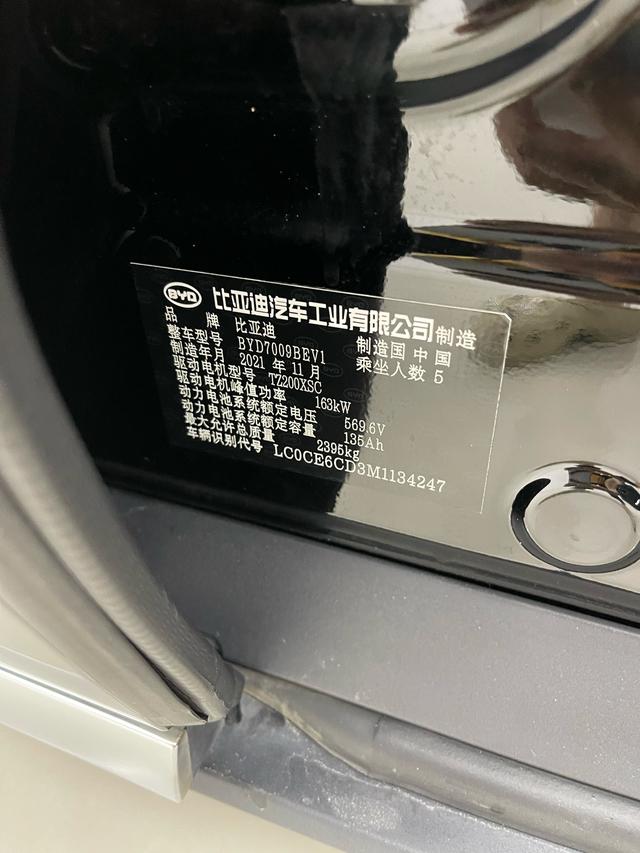 BYD 比亚迪汽车工业有限公司制造
品牌 比亚迪 制造国 中国
整车型号 BYD7009BEV1 乘坐人数 5
制造年月 2021 年 11 月
驱动电机型号 TZ200XSC
驱动电机峰值功率 163kW
动力电池系统额定电压 569.6V
动力电池系统额定容量 135Ah
最大允许总质量 2395kg
车辆识别代号 LC0CE6CD3M1134247